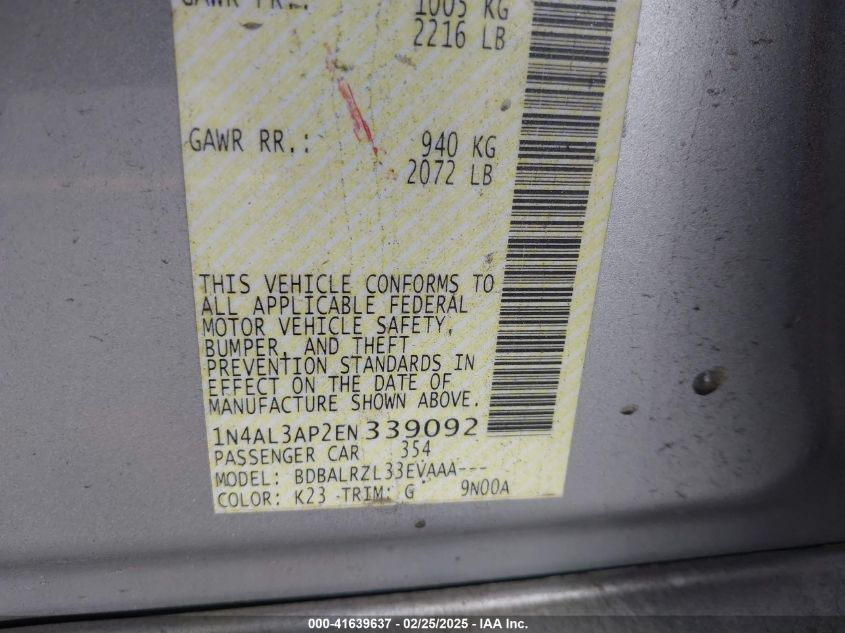 GAWR FR.: 1005 KG
2216 LB
GAWR RR.: 940 KG
2072 LB
THIS VEHICLE CONFORMS TO
ALL APPLICABLE FEDERAL
MOTOR VEHICLE SAFETY,
BUMPER, AND THEFT
PREVENTION STANDARDS IN
EFFECT ON THE DATE OF
MANUFACTURE SHOWN ABOVE.
1N4AL3AP2EN339092
PASSENGER CAR 354
MODEL: BDBALRZL33EVAAA---
COLOR: K23 TRIM: G 9N00A
000-41639637 - 02/25/2025 - IAA Inc.